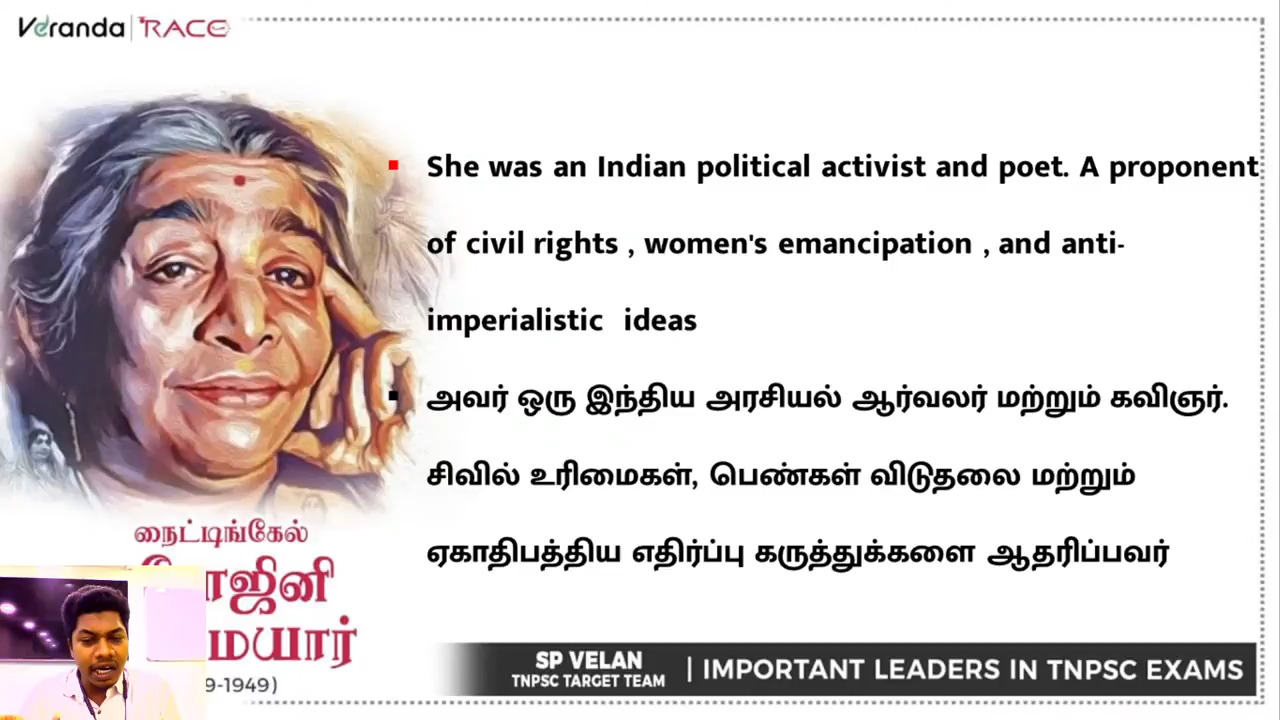 Veranda | RACE
She was an Indian political activist and poet. A proponent
of civil rights , women's emancipation , and anti-
imperialistic ideas
அவர் ஒரு இந்திய அரசியல் ஆர்வலர் மற்றும் கவிஞர்.
சிவில் உரிமைகள், பெண்கள் விடுதலை மற்றும்
ஏகாதிபத்திய எதிர்ப்பு கருத்துக்களை ஆதரிப்பவர்
நைட்டிங்கேல்
9-1949)
SP VELAN
TNPSC TARGET TEAM
| IMPORTANT LEADERS IN TNPSC EXAMS